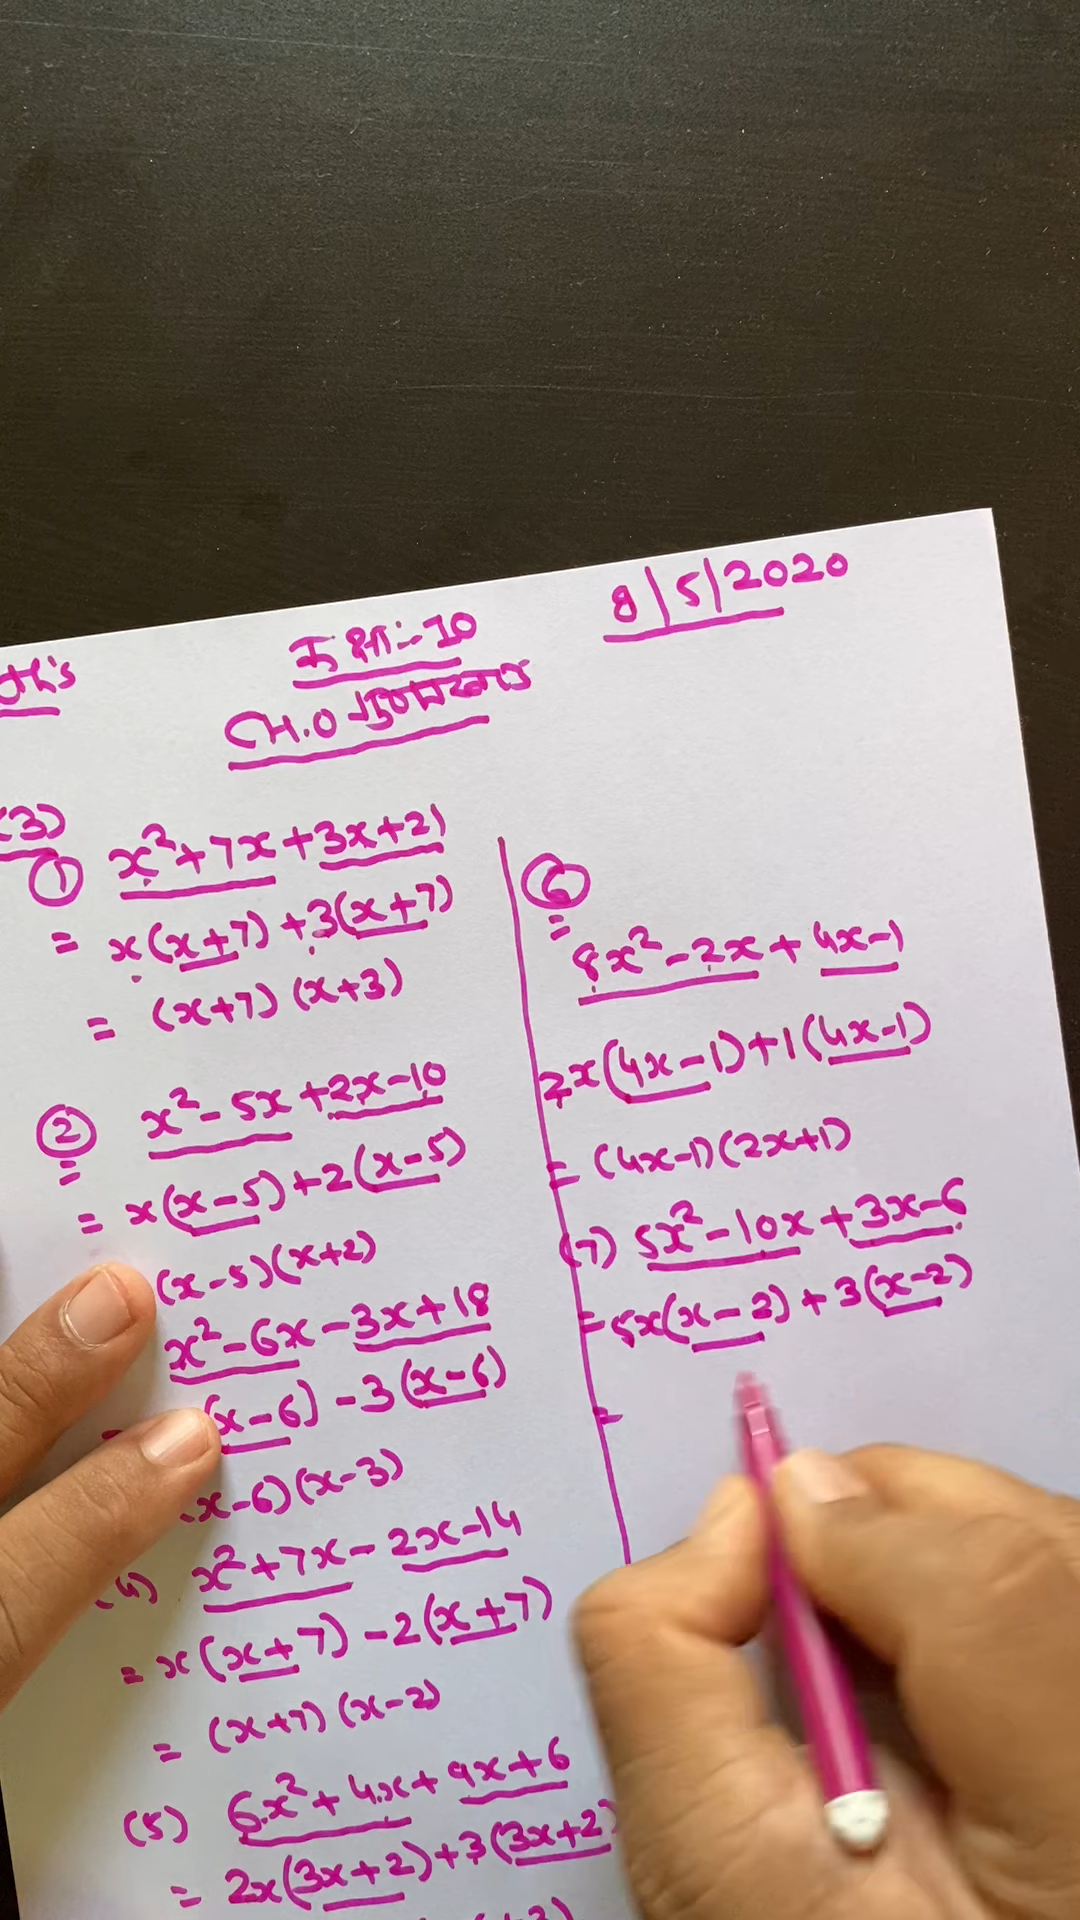 8/5/2020
कक्षा:-10
CH.0
(3)
① x²+7x+3x+21
= x(x+7)+3(x+7)
= (x+7)(x+3)
② x²-5x+2x-10
= x(x-5)+2(x-5)
(x-5)(x+2)
x²-6x-3x+18
(x-6)-3(x-6)
x-6)(x-3)
(4) x²+7x-2x-14
= x(x+7)-2(x+7)
= (x+7)(x-2)
(5) 6x²+4x+9x+6
= 2x(3x+2)+3(3x+2)
⑥
= 8x²-2x+4x-1
2x(4x-1)+1(4x-1)
= (4x-1)(2x+1)
(7) 5x²-10x+3x-6
= 5x(x-2)+3(x-2)
=